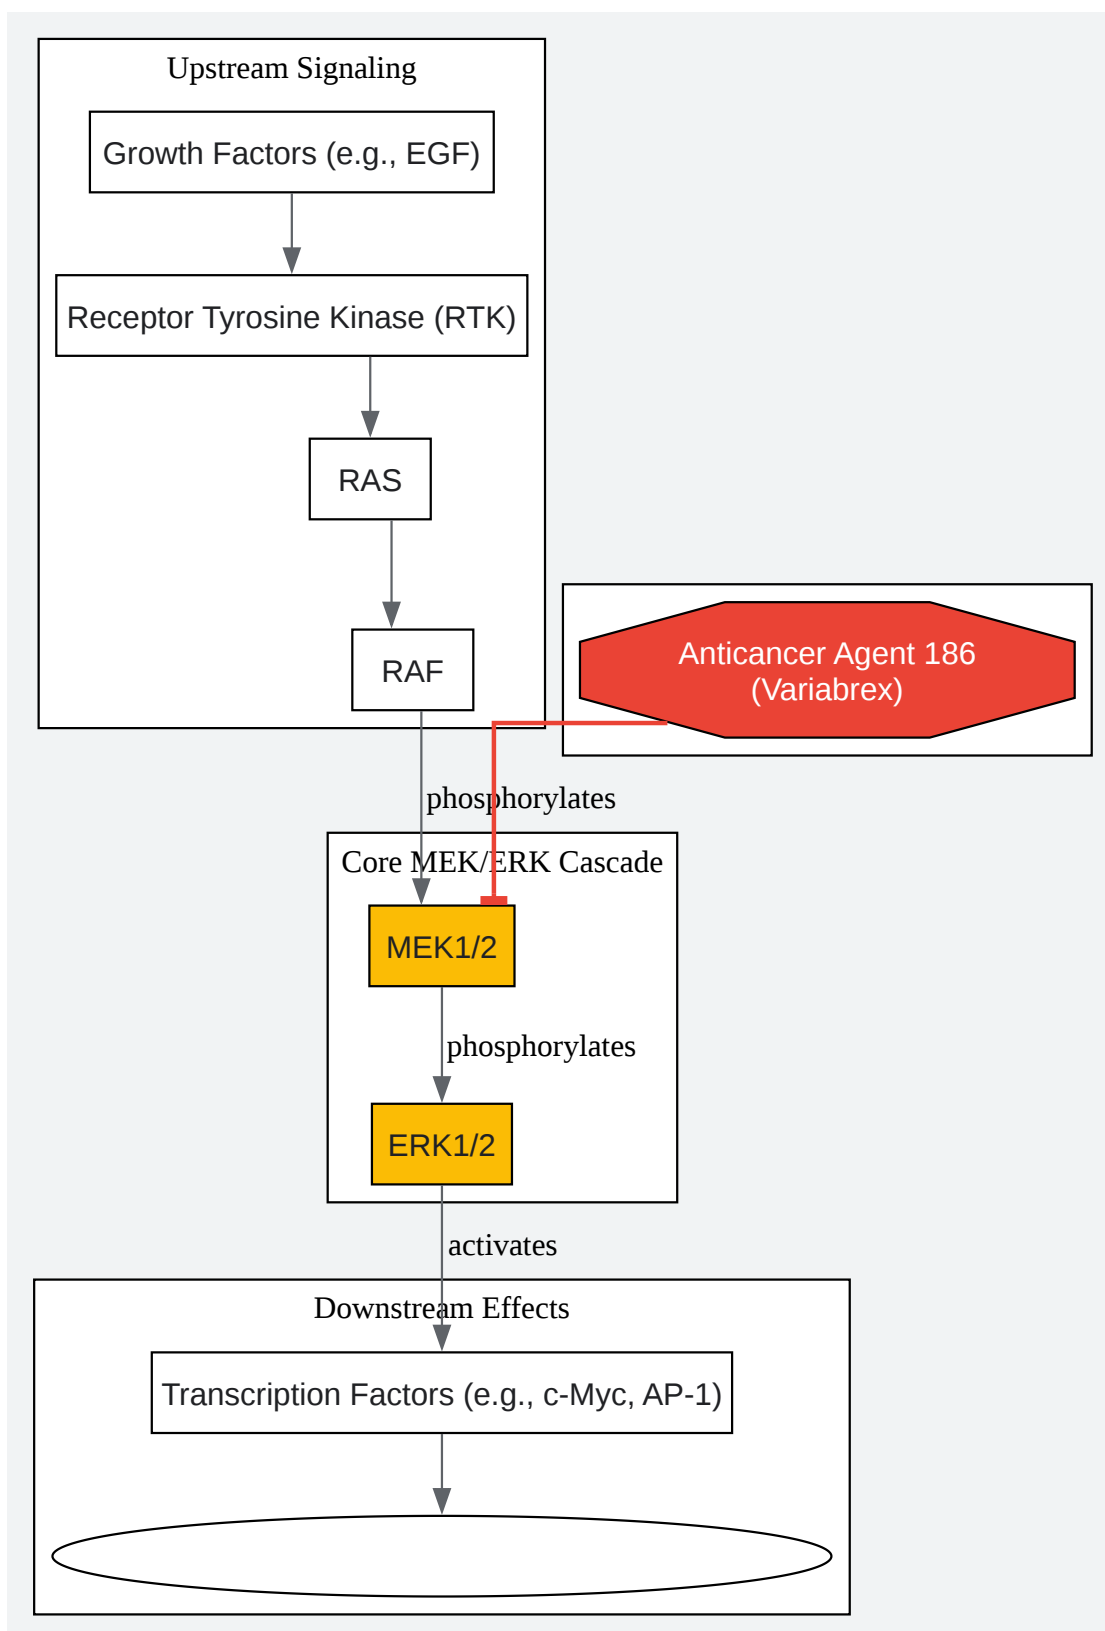 Upstream Signaling
Growth Factors (e.g., EGF)
Receptor Tyrosine Kinase (RTK)
RAS
RAF
Anticancer Agent 186
(Variabrex)
phosphorylates
Core MEK/ERK Cascade
MEK1/2
phosphorylates
ERK1/2
activates
Downstream Effects
Transcription Factors (e.g., c-Myc, AP-1)